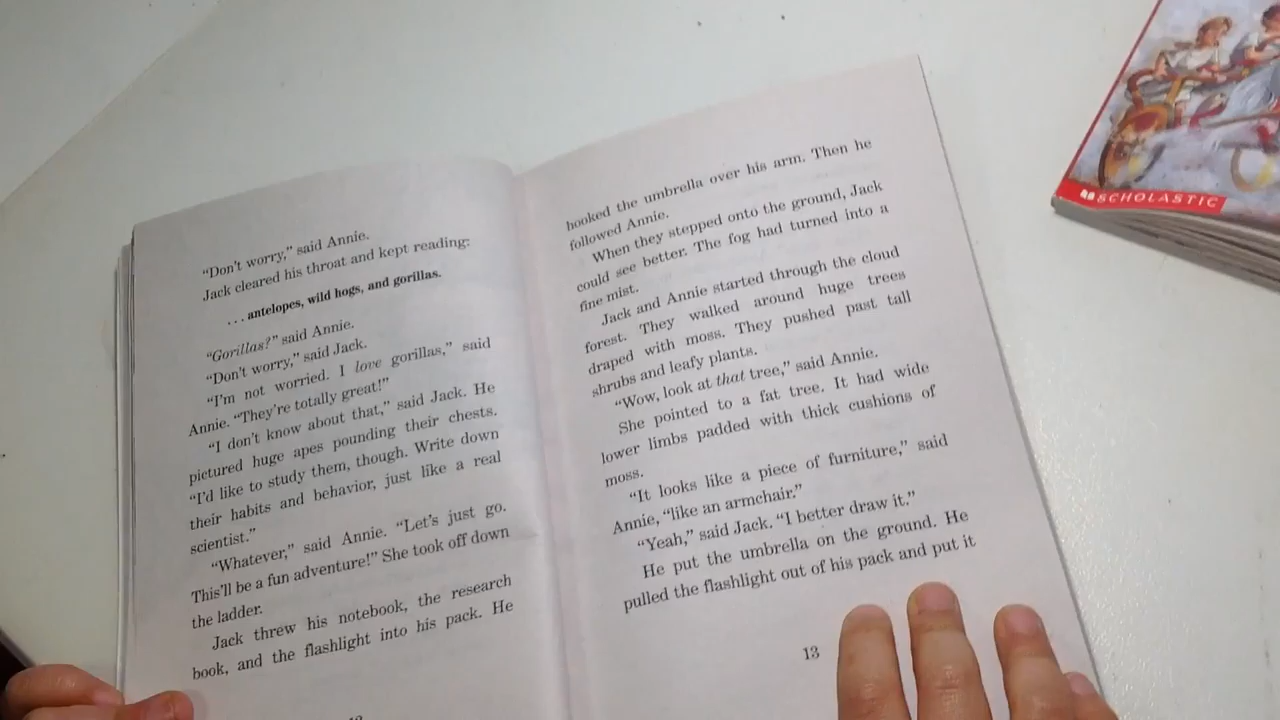 “Don’t worry,” said Annie.
Jack cleared his throat and kept reading:
. . . antelopes, wild hogs, and gorillas.
“Gorillas?” said Annie.
“Don’t worry,” said Jack.
“I’m not worried. I love gorillas,” said
Annie. “They’re totally great!”
“I don’t know about that,” said Jack. He
pictured huge apes pounding their chests.
“I’d like to study them, though. Write down
their habits and behavior, just like a real
scientist.”
“Whatever,” said Annie. “Let’s just go.
This’ll be a fun adventure!” She took off down
the ladder.
Jack threw his notebook, the research
book, and the flashlight into his pack. He
hooked the umbrella over his arm. Then he
followed Annie.
When they stepped onto the ground, Jack
could see better. The fog had turned into a
fine mist.
Jack and Annie started through the cloud
forest. They walked around huge trees
draped with moss. They pushed past tall
shrubs and leafy plants.
“Wow, look at that tree,” said Annie.
She pointed to a fat tree. It had wide
lower limbs padded with thick cushions of
moss.
“It looks like a piece of furniture,” said
Annie, “like an armchair.”
“Yeah,” said Jack. “I better draw it.”
He put the umbrella on the ground. He
pulled the flashlight out of his pack and put it
13
SCHOLASTIC